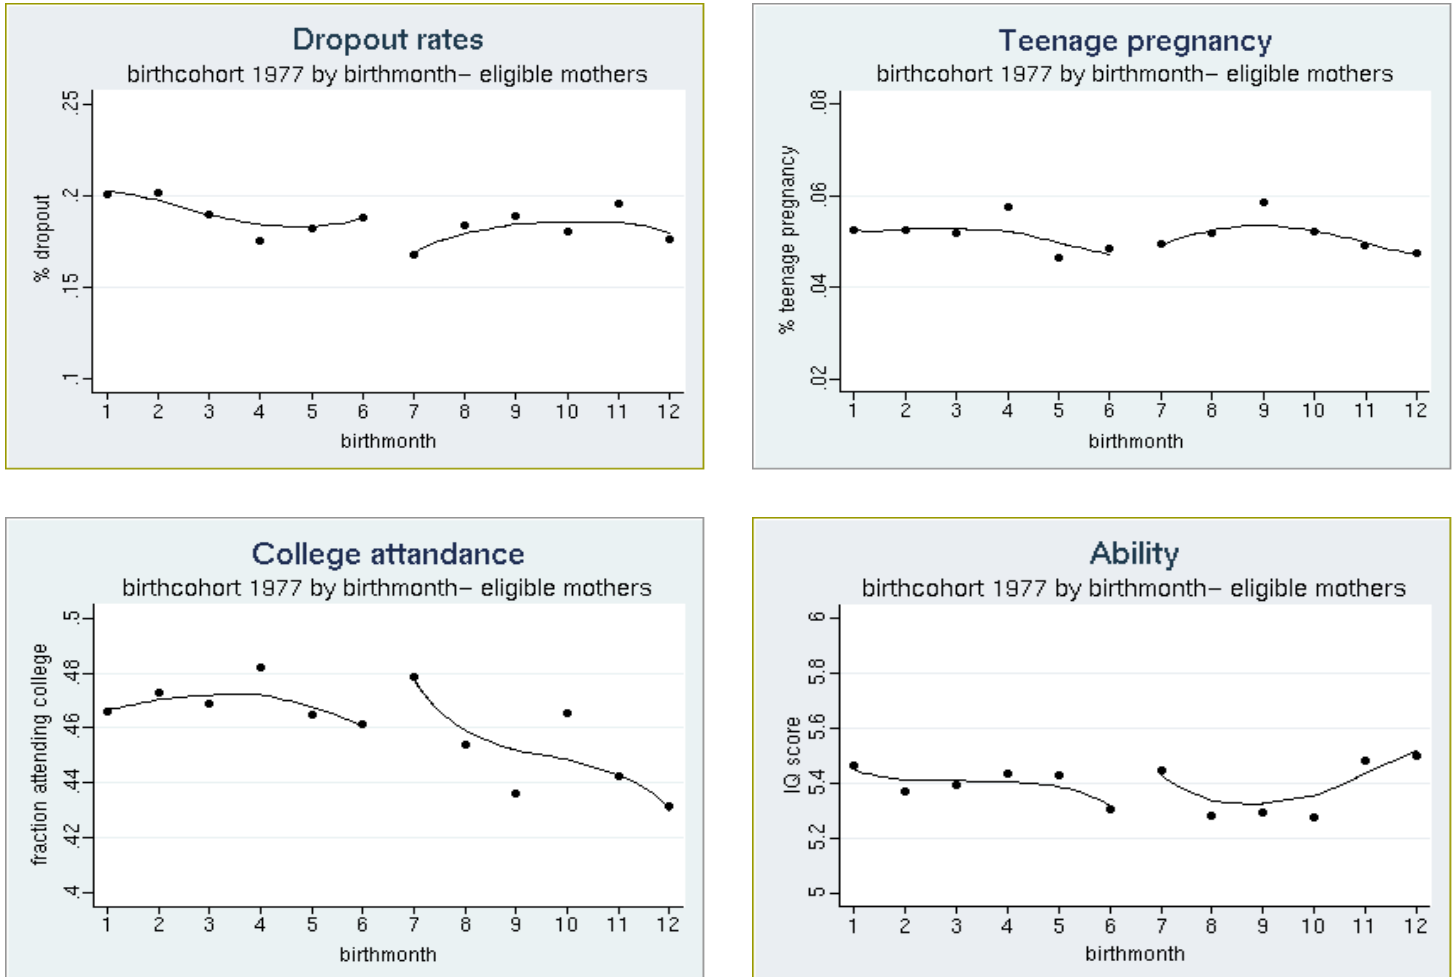 Dropout rates
birthcohort 1977 by birthmonth– eligible mothers
% dropout
.25
.2
.15
.1
1 2 3 4 5 6 7 8 9 10 11 12
birthmonth
Teenage pregnancy
birthcohort 1977 by birthmonth– eligible mothers
% teenage pregnancy
.08
.06
.04
.02
1 2 3 4 5 6 7 8 9 10 11 12
birthmonth
College attandance
birthcohort 1977 by birthmonth– eligible mothers
fraction attending college
.5
.48
.46
.44
.42
.4
1 2 3 4 5 6 7 8 9 10 11 12
birthmonth
Ability
birthcohort 1977 by birthmonth– eligible mothers
IQ score
6
5.8
5.6
5.4
5.2
5
1 2 3 4 5 6 7 8 9 10 11 12
birthmonth